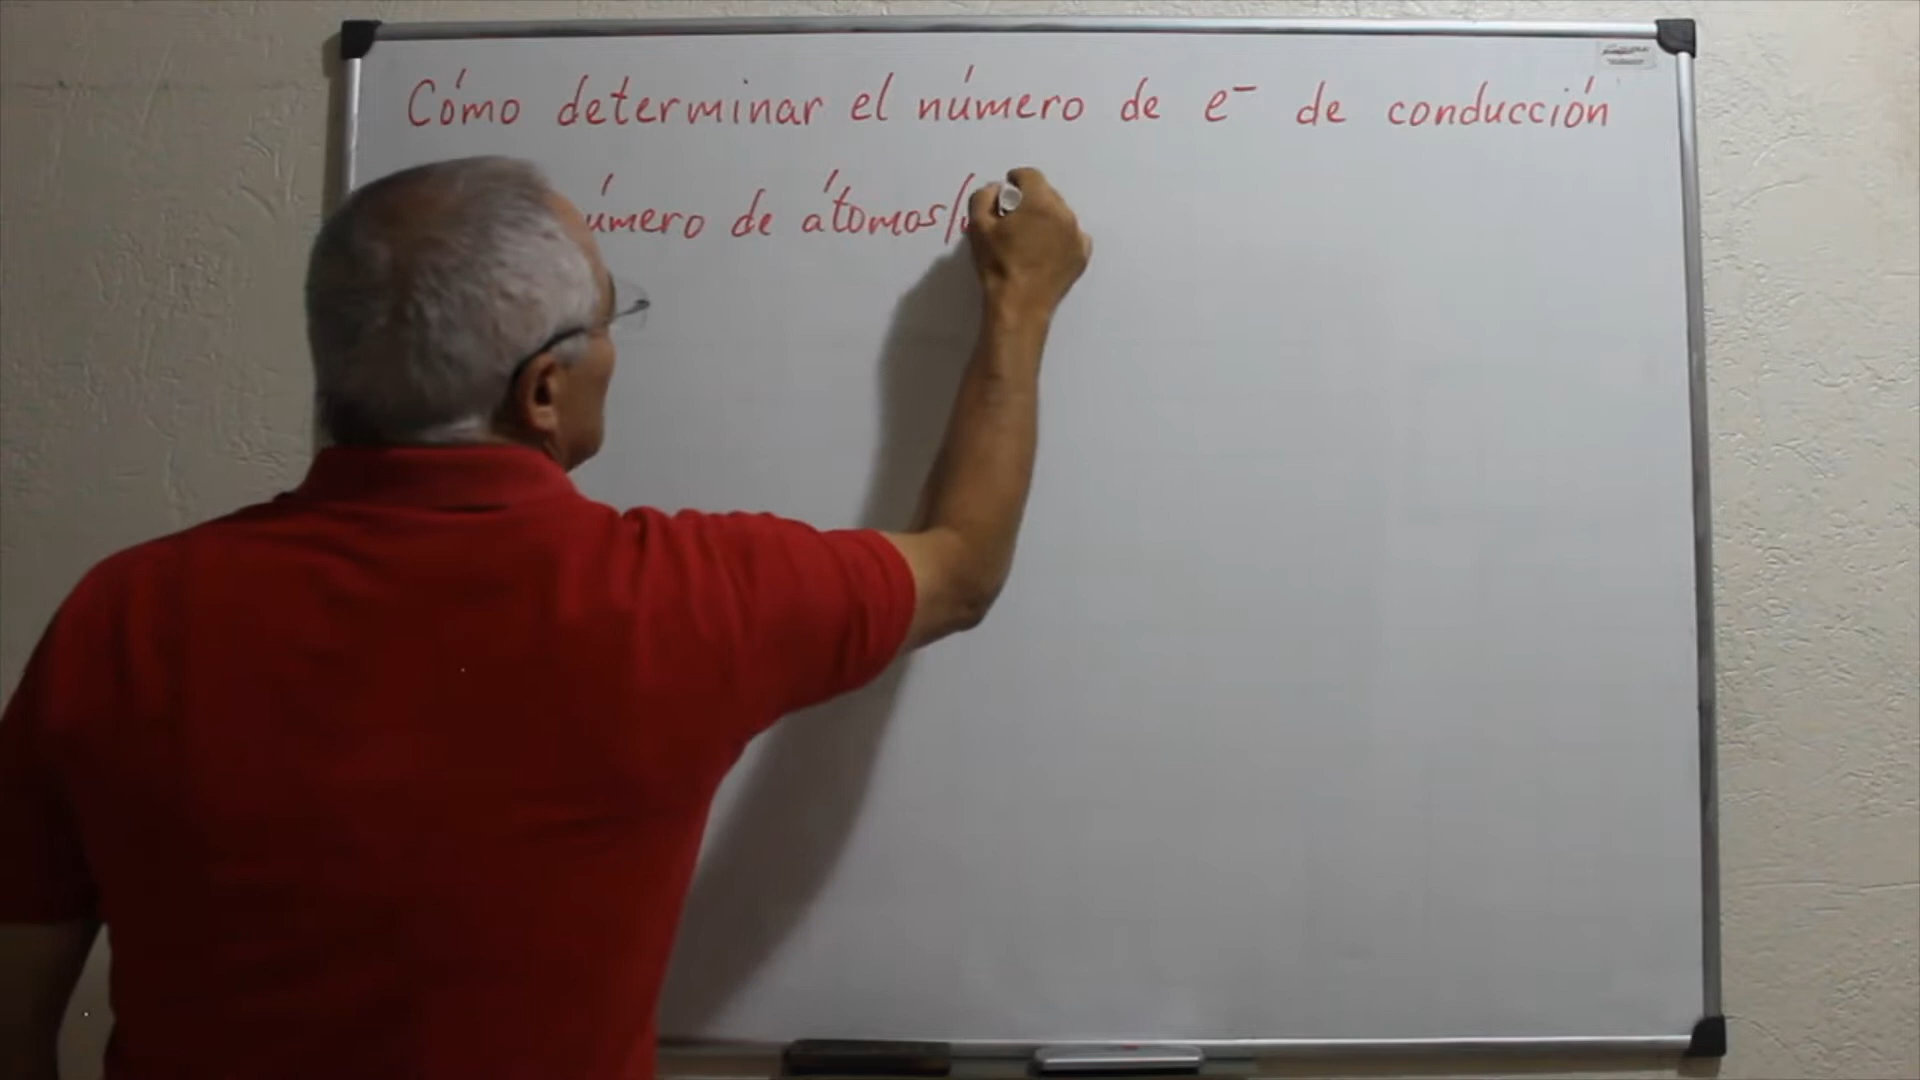 Cómo determinar el número de e⁻ de conducción
úmero de átomos/